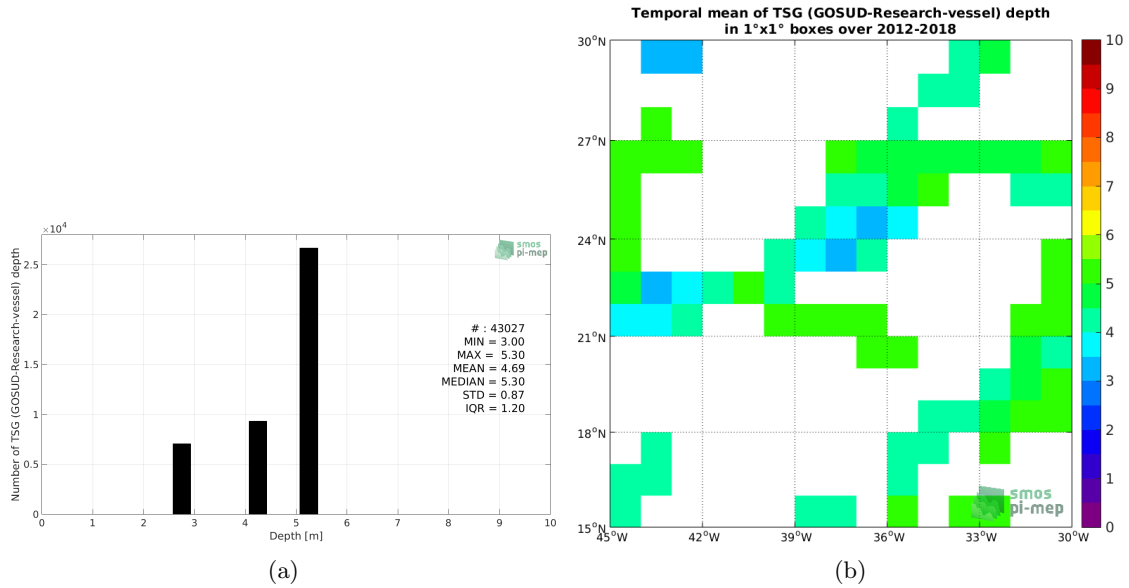 Number of TSG (GOSUD-Research-vessel) depth
×10⁴
2.5
2
1.5
1
0.5
0
0 1 2 3 4 5 6 7 8 9 10
Depth [m]
smos
pi-mep
# : 43027
MIN = 3.00
MAX = 5.30
MEAN = 4.69
MEDIAN = 5.30
STD = 0.87
IQR = 1.20
(a)
Temporal mean of TSG (GOSUD-Research-vessel) depth
in 1°x1° boxes over 2012-2018
30°N
27°N
24°N
21°N
18°N
15°N
45°W 42°W 39°W 36°W 33°W 30°W
smos
pi-mep
10
9
8
7
6
5
4
3
2
1
0
(b)